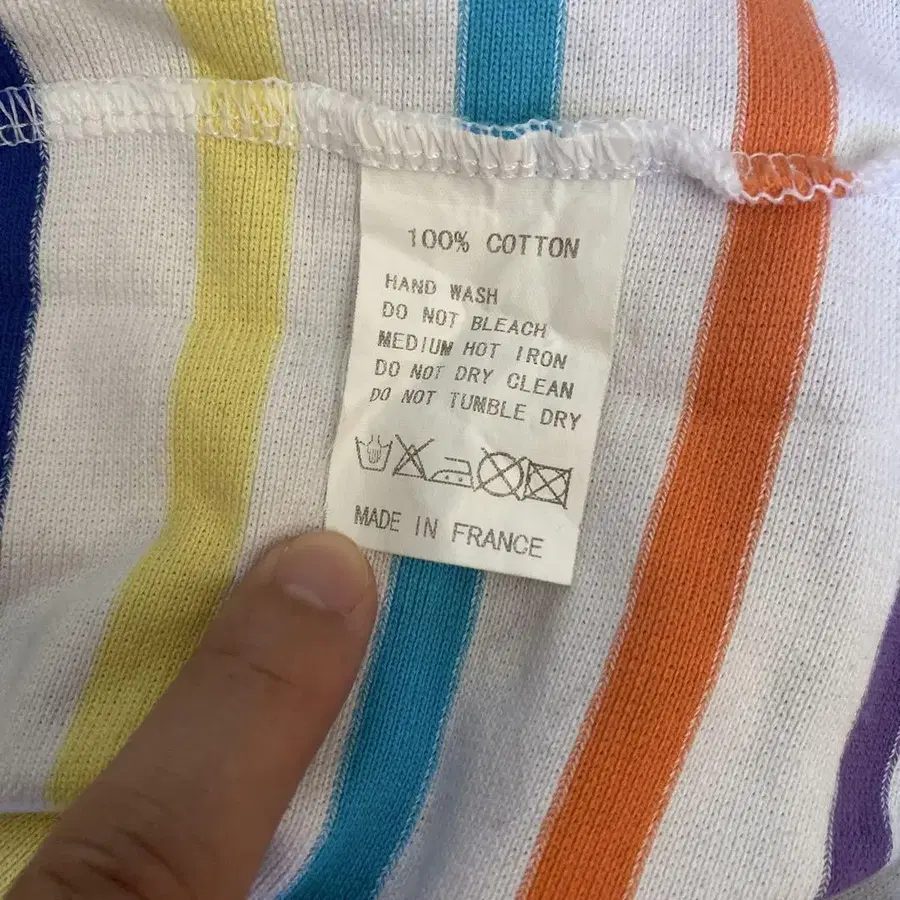 100% COTTON
HAND WASH
DO NOT BLEACH
MEDIUM HOT IRON
DO NOT DRY CLEAN
DO NOT TUMBLE DRY
MADE IN FRANCE